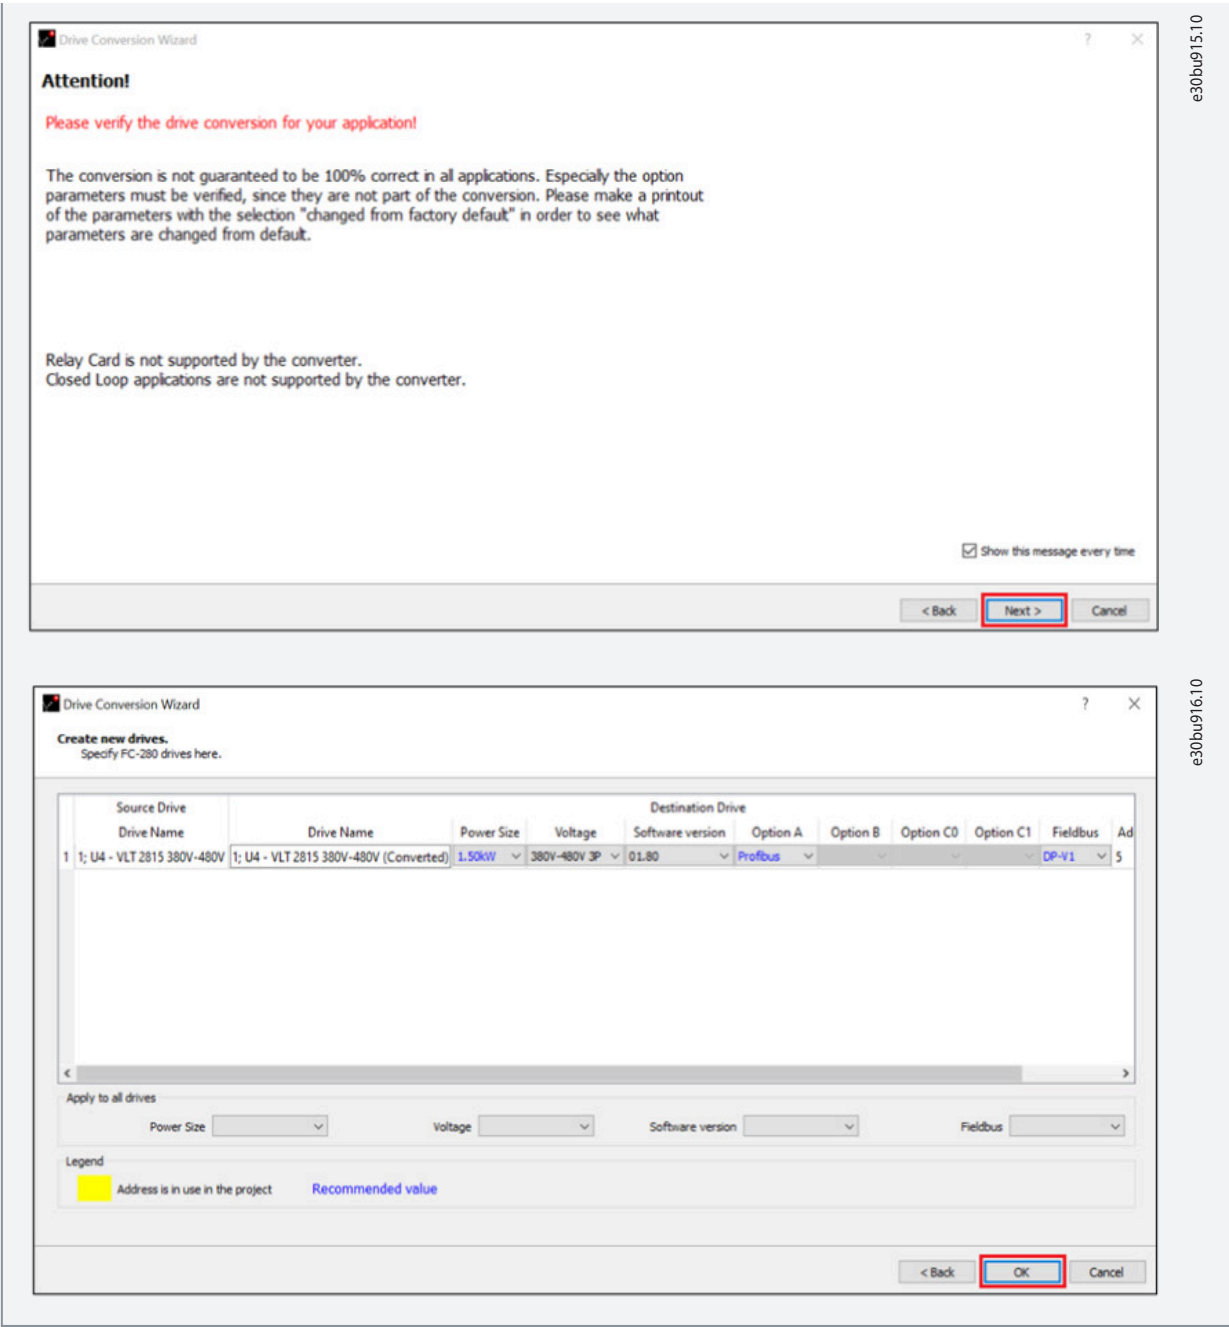 Drive Conversion Wizard
?
e30bu915.10
Attention!
Please verify the drive conversion for your application!
The conversion is not guaranteed to be 100% correct in all applications. Especially the option
parameters must be verified, since they are not part of the conversion. Please make a printout
of the parameters with the selection "changed from factory default" in order to see what
parameters are changed from default.
Relay Card is not supported by the converter.
Closed Loop applications are not supported by the converter.
Show this message every time
< Back
Next >
Cancel
Drive Conversion Wizard
?
e30bu916.10
Create new drives.
Specify FC-280 drives here.
Source Drive
Destination Drive
Drive Name
Drive Name
Power Size
Voltage
Software version
Option A
Option B
Option C0
Option C1
Fieldbus
Ad
1
1; U4 - VLT 2815 380V-480V
1; U4 - VLT 2815 380V-480V (Converted)
1.50kW
380V-480V 3P
01.80
Profibus
DP-V1
5
Apply to all drives
Power Size
Voltage
Software version
Fieldbus
Legend
Address is in use in the project
Recommended value
< Back
OK
Cancel